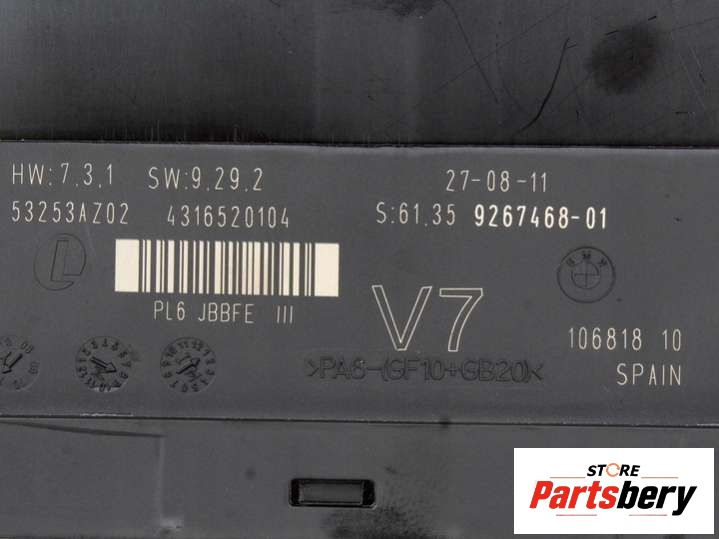 HW:7.3.1 SW:9.29.2 27-08-11
53253AZ02 4316520104 S:61.35 9267468-01
L
BMW
PL6 JBBFE III
V7
106818 10
>PA6-(GF10+GB20)<
SPAIN
STORE
Partsbery